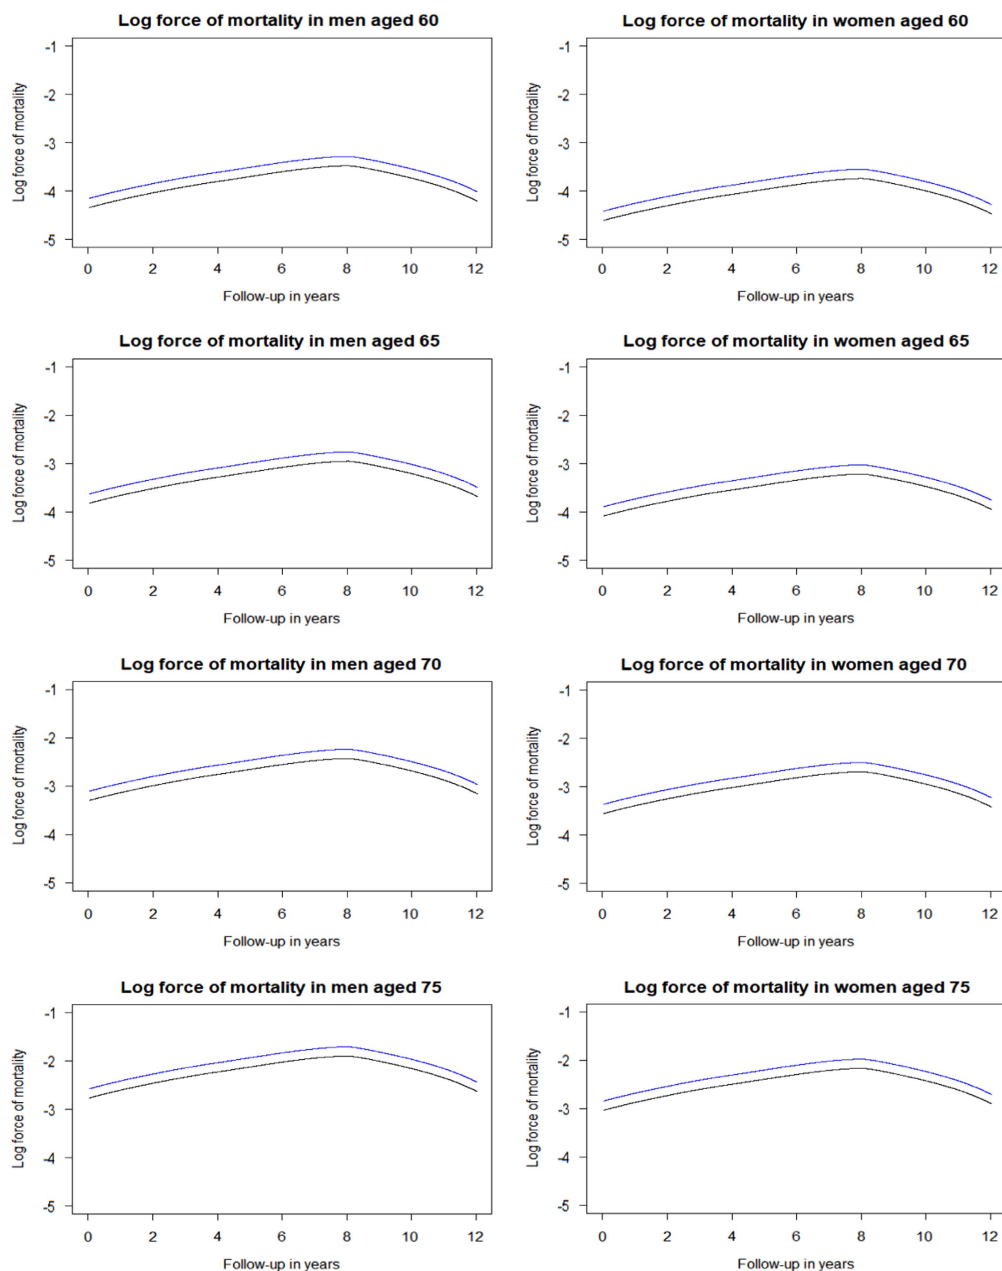 Log force of mortality in men aged 60
Log force of mortality
-1
-2
-3
-4
-5
0 2 4 6 8 10 12
Follow-up in years
Log force of mortality in women aged 60
Log force of mortality
-1
-2
-3
-4
-5
0 2 4 6 8 10 12
Follow-up in years
Log force of mortality in men aged 65
Log force of mortality
-1
-2
-3
-4
-5
0 2 4 6 8 10 12
Follow-up in years
Log force of mortality in women aged 65
Log force of mortality
-1
-2
-3
-4
-5
0 2 4 6 8 10 12
Follow-up in years
Log force of mortality in men aged 70
Log force of mortality
-1
-2
-3
-4
-5
0 2 4 6 8 10 12
Follow-up in years
Log force of mortality in women aged 70
Log force of mortality
-1
-2
-3
-4
-5
0 2 4 6 8 10 12
Follow-up in years
Log force of mortality in men aged 75
Log force of mortality
-1
-2
-3
-4
-5
0 2 4 6 8 10 12
Follow-up in years
Log force of mortality in women aged 75
Log force of mortality
-1
-2
-3
-4
-5
0 2 4 6 8 10 12
Follow-up in years